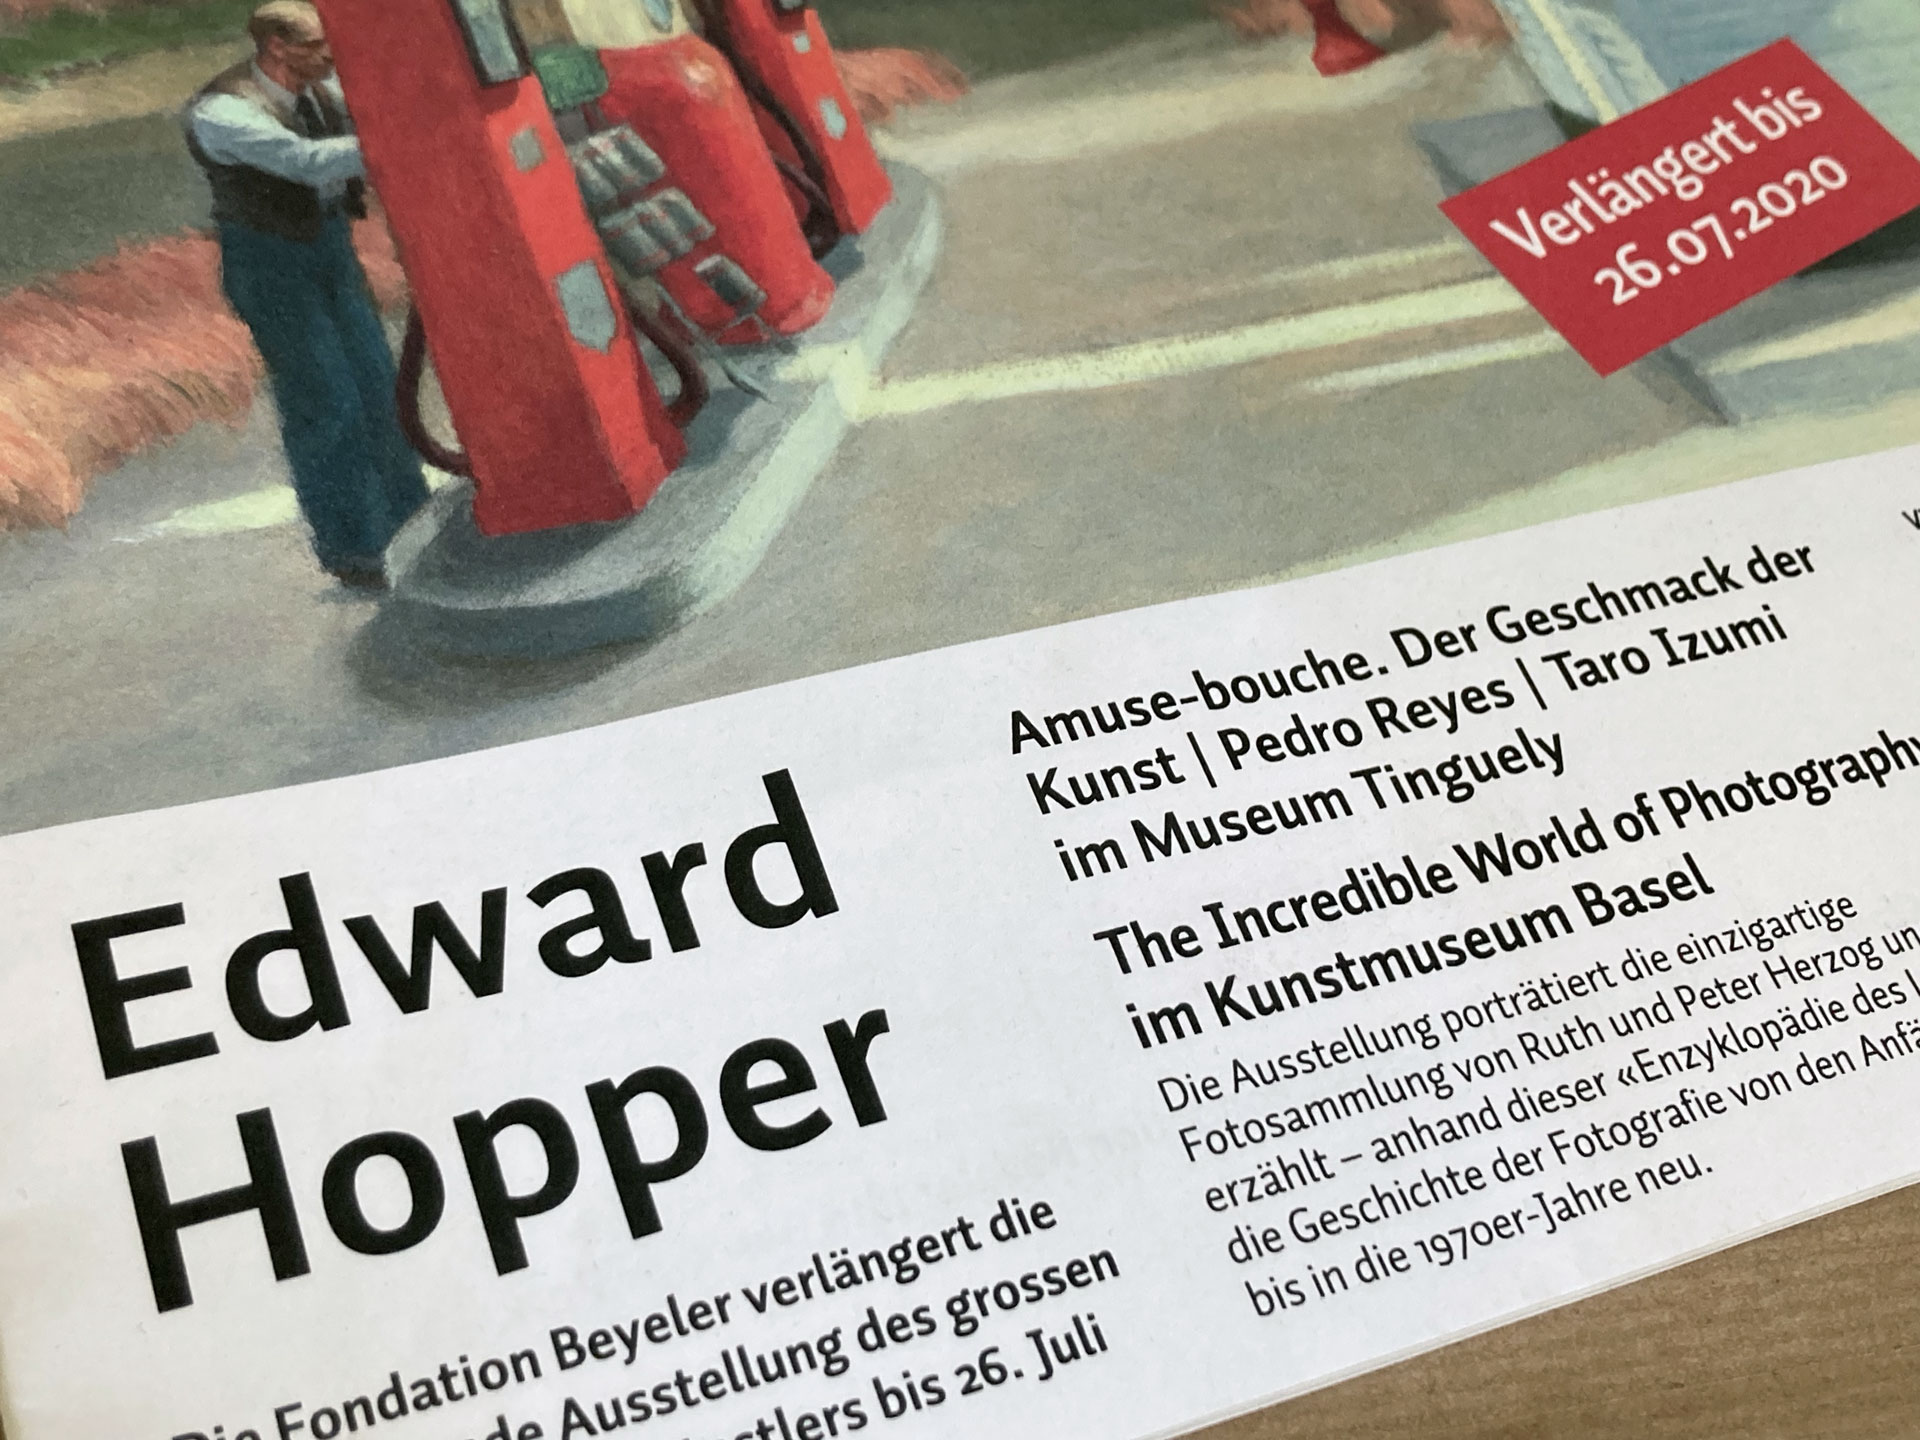 Verlängert bis
26.07.2020
Edward
Hopper
Die Fondation Beyeler verlängert die
Ausstellung des grossen
bis 26. Juli
Amuse-bouche. Der Geschmack der
Kunst | Pedro Reyes | Taro Izumi
im Museum Tinguely
The Incredible World of Photography
im Kunstmuseum Basel
Die Ausstellung porträtiert die einzigartige
Fotosammlung von Ruth und Peter Herzog
erzählt – anhand dieser «Enzyklopädie des
die Geschichte der Fotografie von den
bis in die 1970er-Jahre neu.